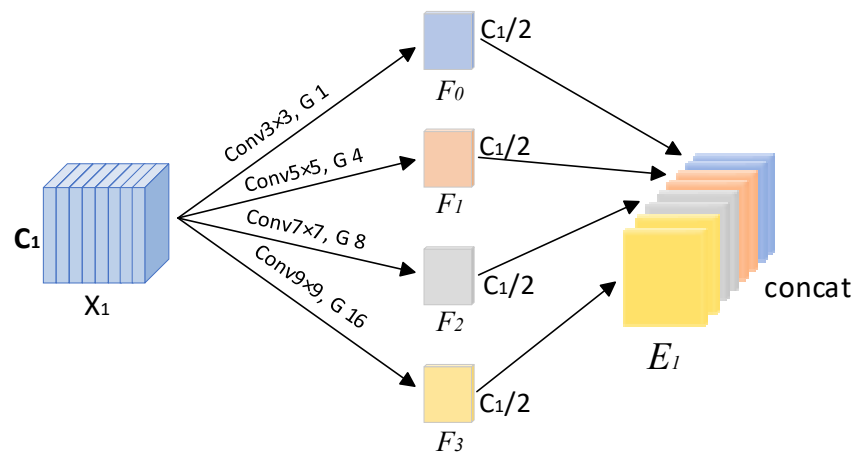 C₁
X₁
Conv3×3, G 1
Conv5×5, G 4
Conv7×7, G 8
Conv9×9, G 16
C₁/2
F₀
C₁/2
F₁
C₁/2
F₂
C₁/2
F₃
concat
E₁